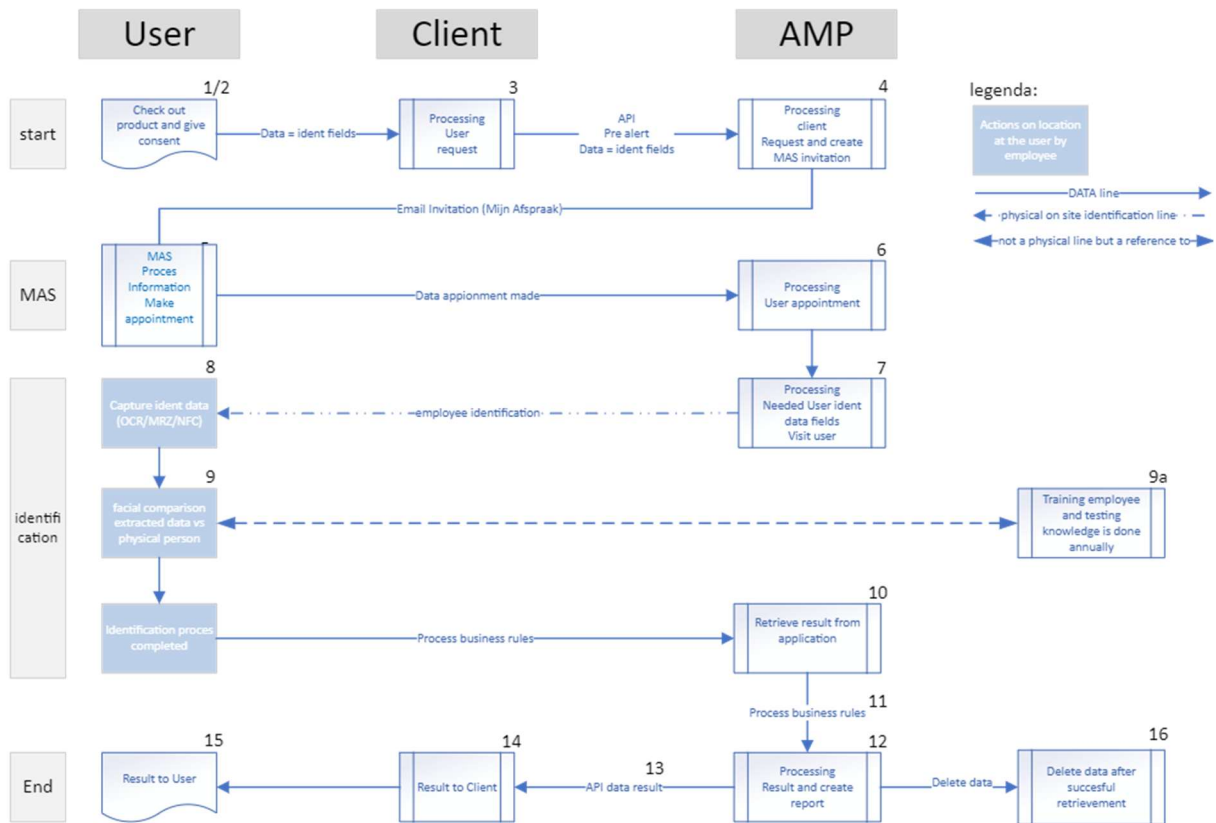 User
Client
AMP
1/2
3
4
legenda:
start
Check out
product and give
consent
Data = ident fields
Processing
User
request
API
Pre alert
Data = ident fields
Processing
client
Request and create
MAS invitation
Actions on location
at the user by
employee
DATA line
physical on site identification line
not a physical line but a reference to
Email Invitation (Mijn Afspraak)
MAS
MAS
Proces
Information
Make
appointment
Data appionment made
6
Processing
User appointment
identifi
cation
8
Capture ident data
(OCR/MRZ/NFC)
employee identification
7
Processing
Needed User ident
data fields
Visit user
9
facial comparison
extracted data vs
physical person
9a
Training employee
and testing
knowledge is done
annually
Identification proces
completed
Process business rules
10
Retrieve result from
application
11
Process business rules
End
15
Result to User
14
Result to Client
13
API data result
12
Processing
Result and create
report
Delete data
16
Delete data after
succesful
retrievement